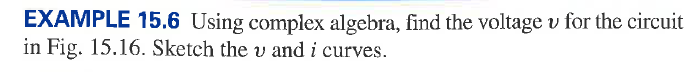 EXAMPLE 15.6 Using complex algebra, find the voltage v for the circuit
in Fig. 15.16. Sketch the v and i curves.